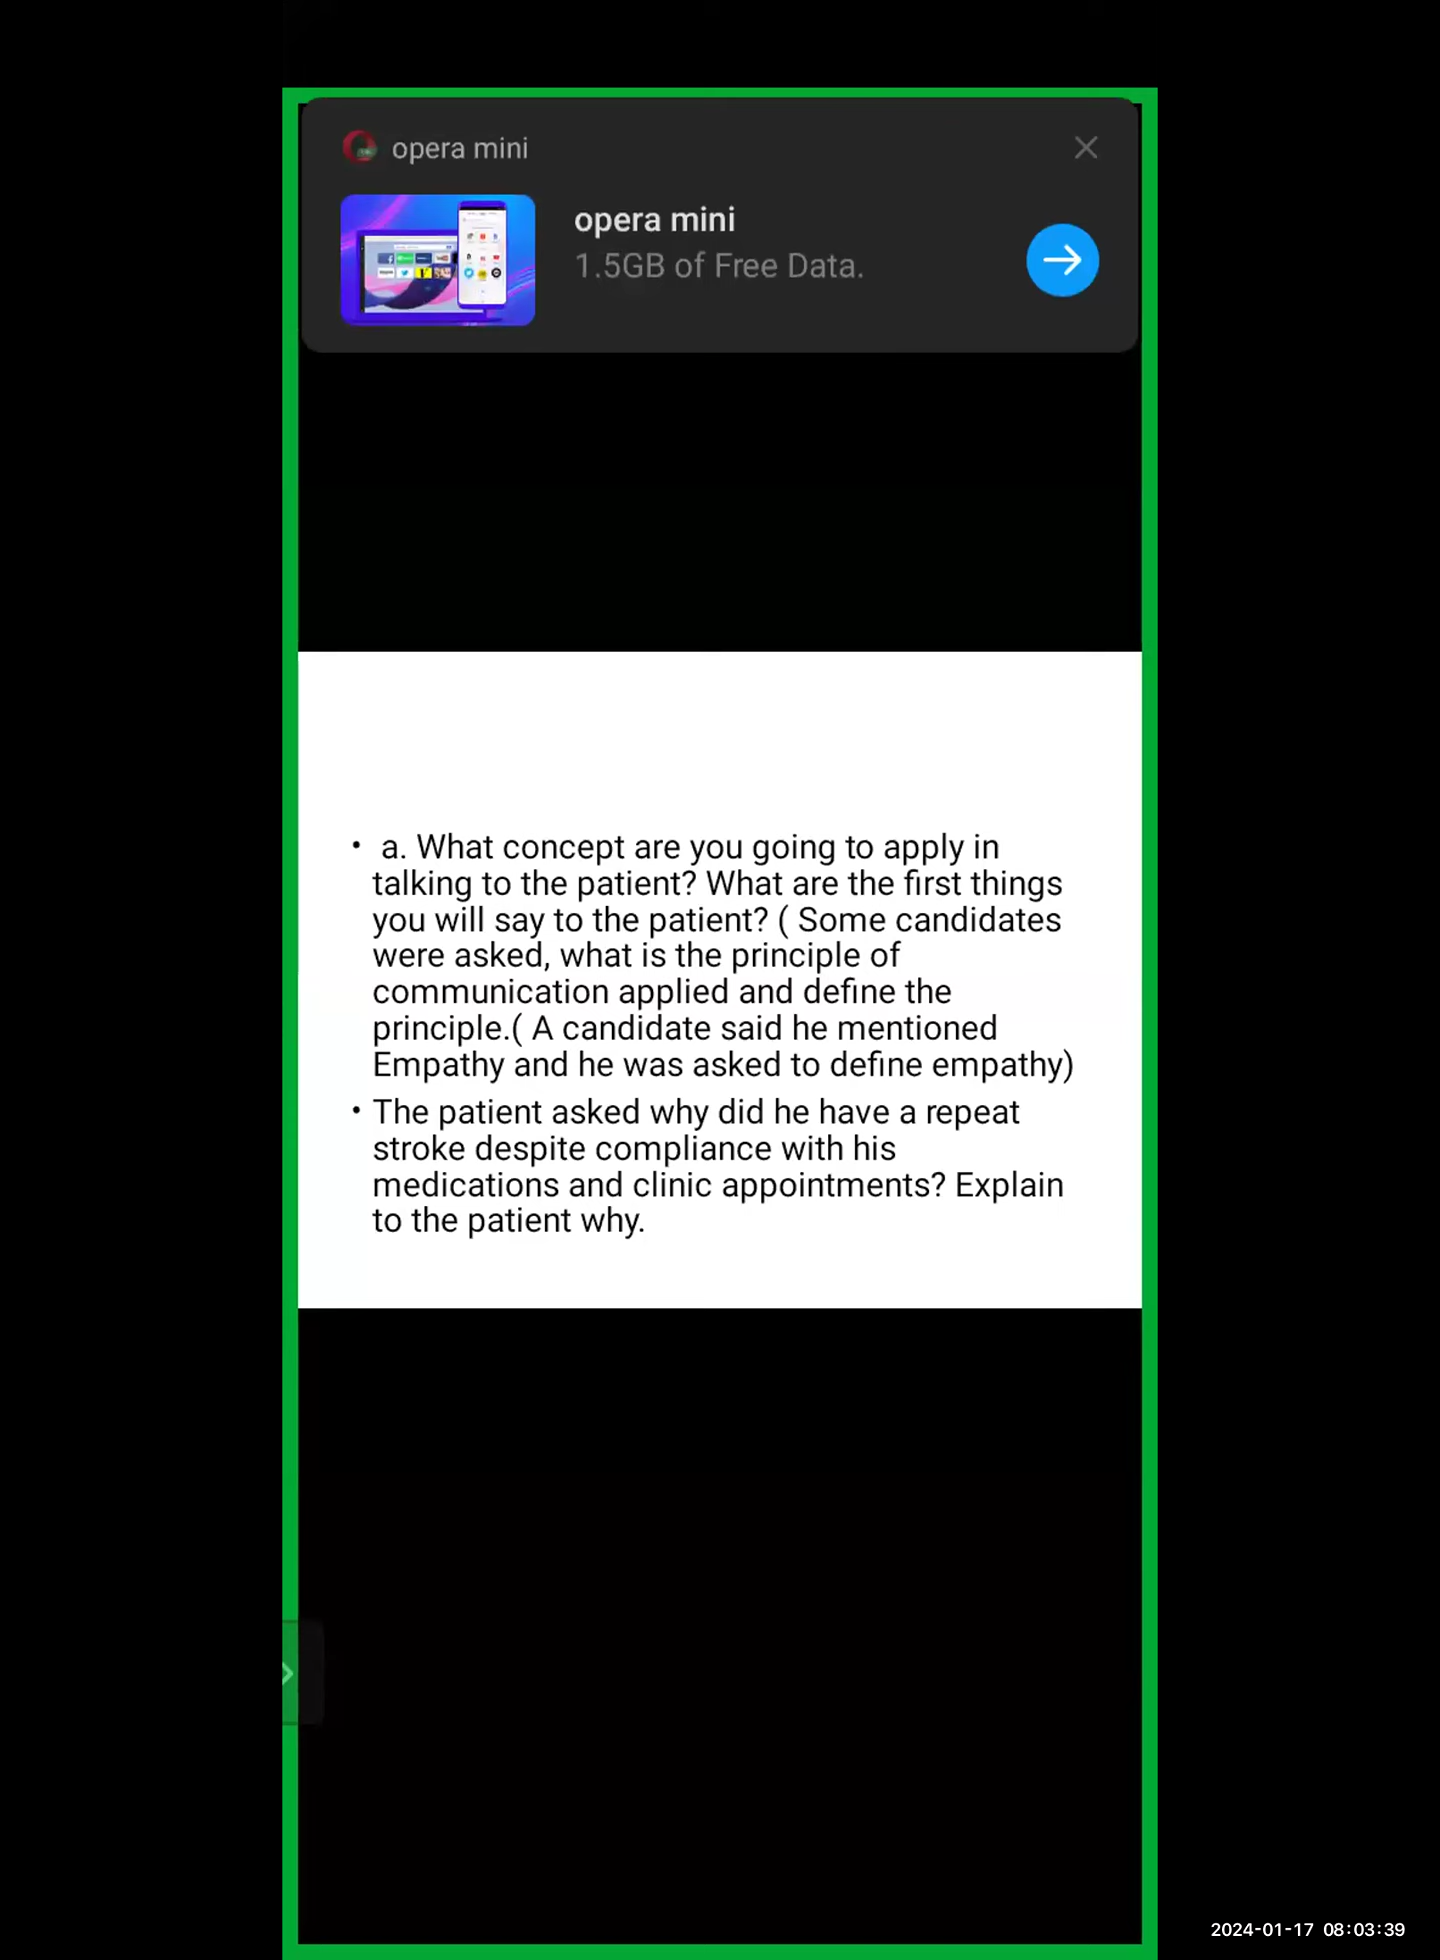 opera mini
opera mini
1.5GB of Free Data.
• a. What concept are you going to apply in
talking to the patient? What are the first things
you will say to the patient? ( Some candidates
were asked, what is the principle of
communication applied and define the
principle.( A candidate said he mentioned
Empathy and he was asked to define empathy)
• The patient asked why did he have a repeat
stroke despite compliance with his
medications and clinic appointments? Explain
to the patient why.
2024-01-17 08:03:39